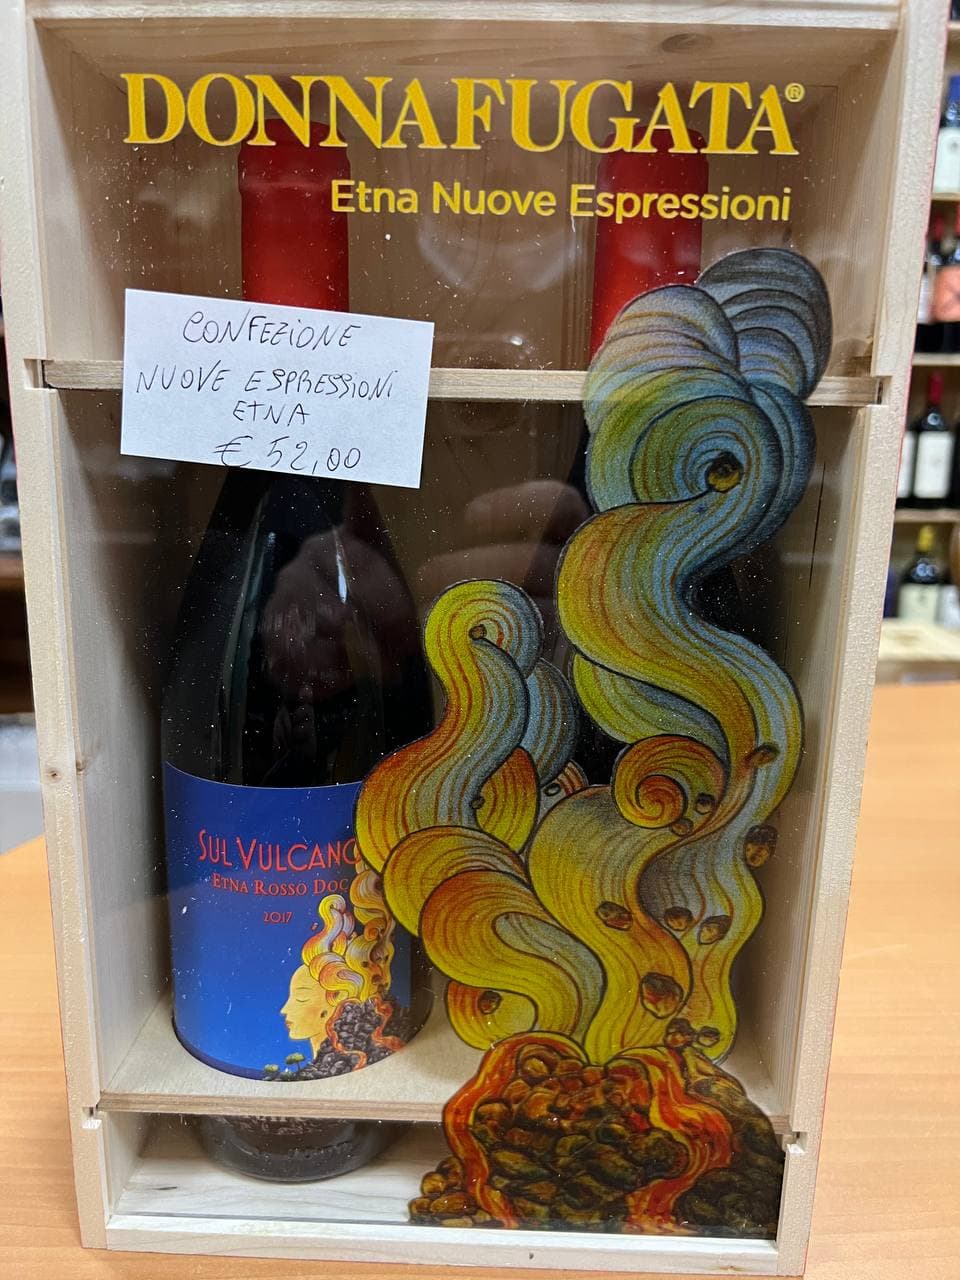 DONNAFUGATA®
Etna Nuove Espressioni
CONFEZIONE
NUOVE ESPRESSIONI
ETNA
€ 52,00
SUL VULCANO
ETNA ROSSO DOC
2017